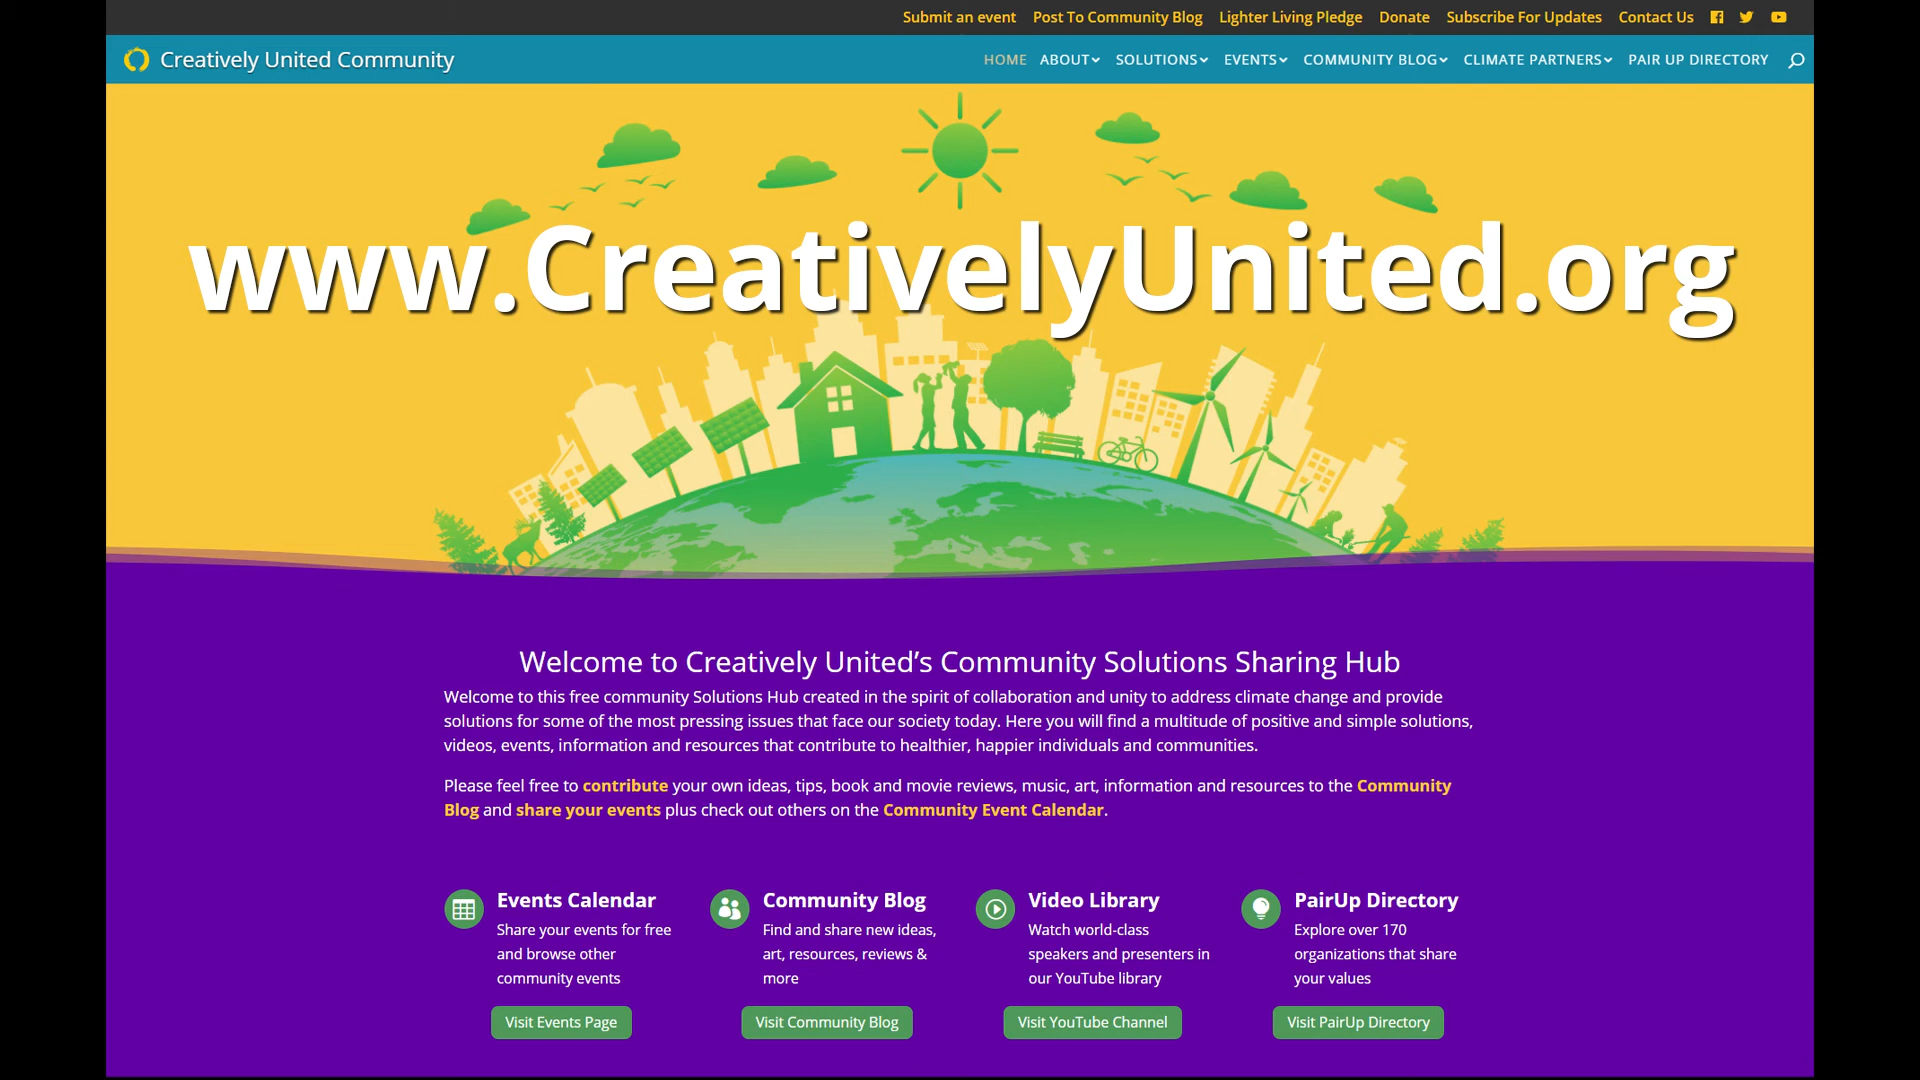 Submit an event Post To Community Blog Lighter Living Pledge Donate Subscribe For Updates Contact Us
Creatively United Community
HOME ABOUT SOLUTIONS EVENTS COMMUNITY BLOG CLIMATE PARTNERS PAIR UP DIRECTORY
www.CreativelyUnited.org
Welcome to Creatively United’s Community Solutions Sharing Hub
Welcome to this free community Solutions Hub created in the spirit of collaboration and unity to address climate change and provide
solutions for some of the most pressing issues that face our society today. Here you will find a multitude of positive and simple solutions,
videos, events, information and resources that contribute to healthier, happier individuals and communities.
Please feel free to contribute your own ideas, tips, book and movie reviews, music, art, information and resources to the Community
Blog and share your events plus check out others on the Community Event Calendar.
Events Calendar
Share your events for free
and browse other
community events
Visit Events Page
Community Blog
Find and share new ideas,
art, resources, reviews &
more
Visit Community Blog
Video Library
Watch world-class
speakers and presenters in
our YouTube library
Visit YouTube Channel
PairUp Directory
Explore over 170
organizations that share
your values
Visit PairUp Directory